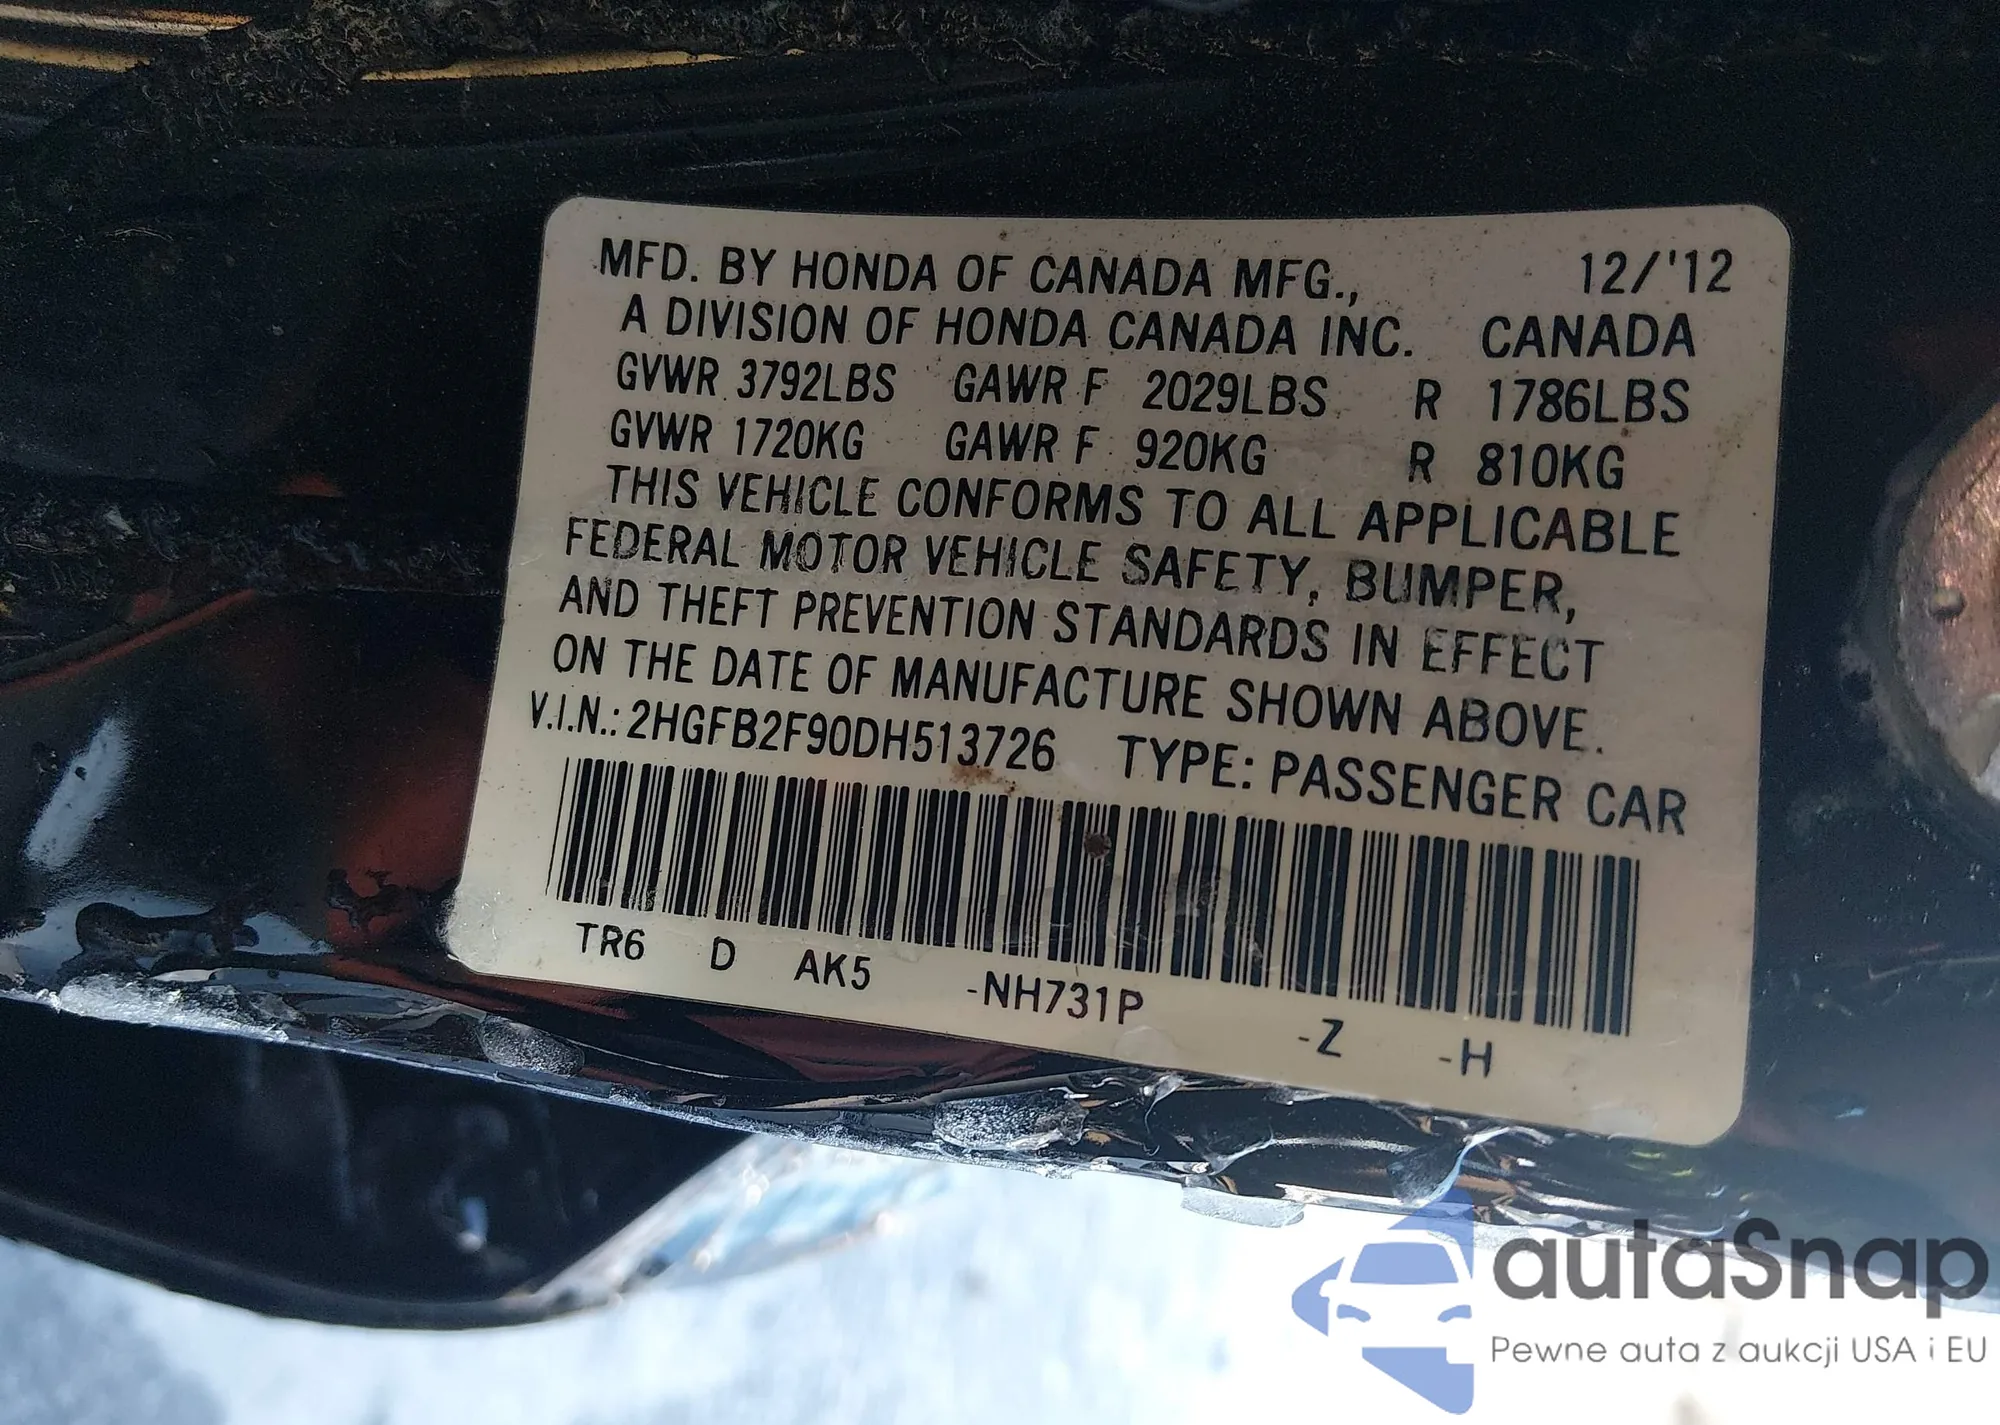 MFD. BY HONDA OF CANADA MFG., 12/'12
A DIVISION OF HONDA CANADA INC. CANADA
GVWR 3792LBS GAWR F 2029LBS R 1786LBS
GVWR 1720KG GAWR F 920KG R 810KG
THIS VEHICLE CONFORMS TO ALL APPLICABLE
FEDERAL MOTOR VEHICLE SAFETY, BUMPER,
AND THEFT PREVENTION STANDARDS IN EFFECT
ON THE DATE OF MANUFACTURE SHOWN ABOVE.
V.I.N.: 2HGFB2F90DH513726 TYPE: PASSENGER CAR
TR6 D AK5 -NH731P -Z -H
autaSnap
Pewne auta z aukcji USA i EU